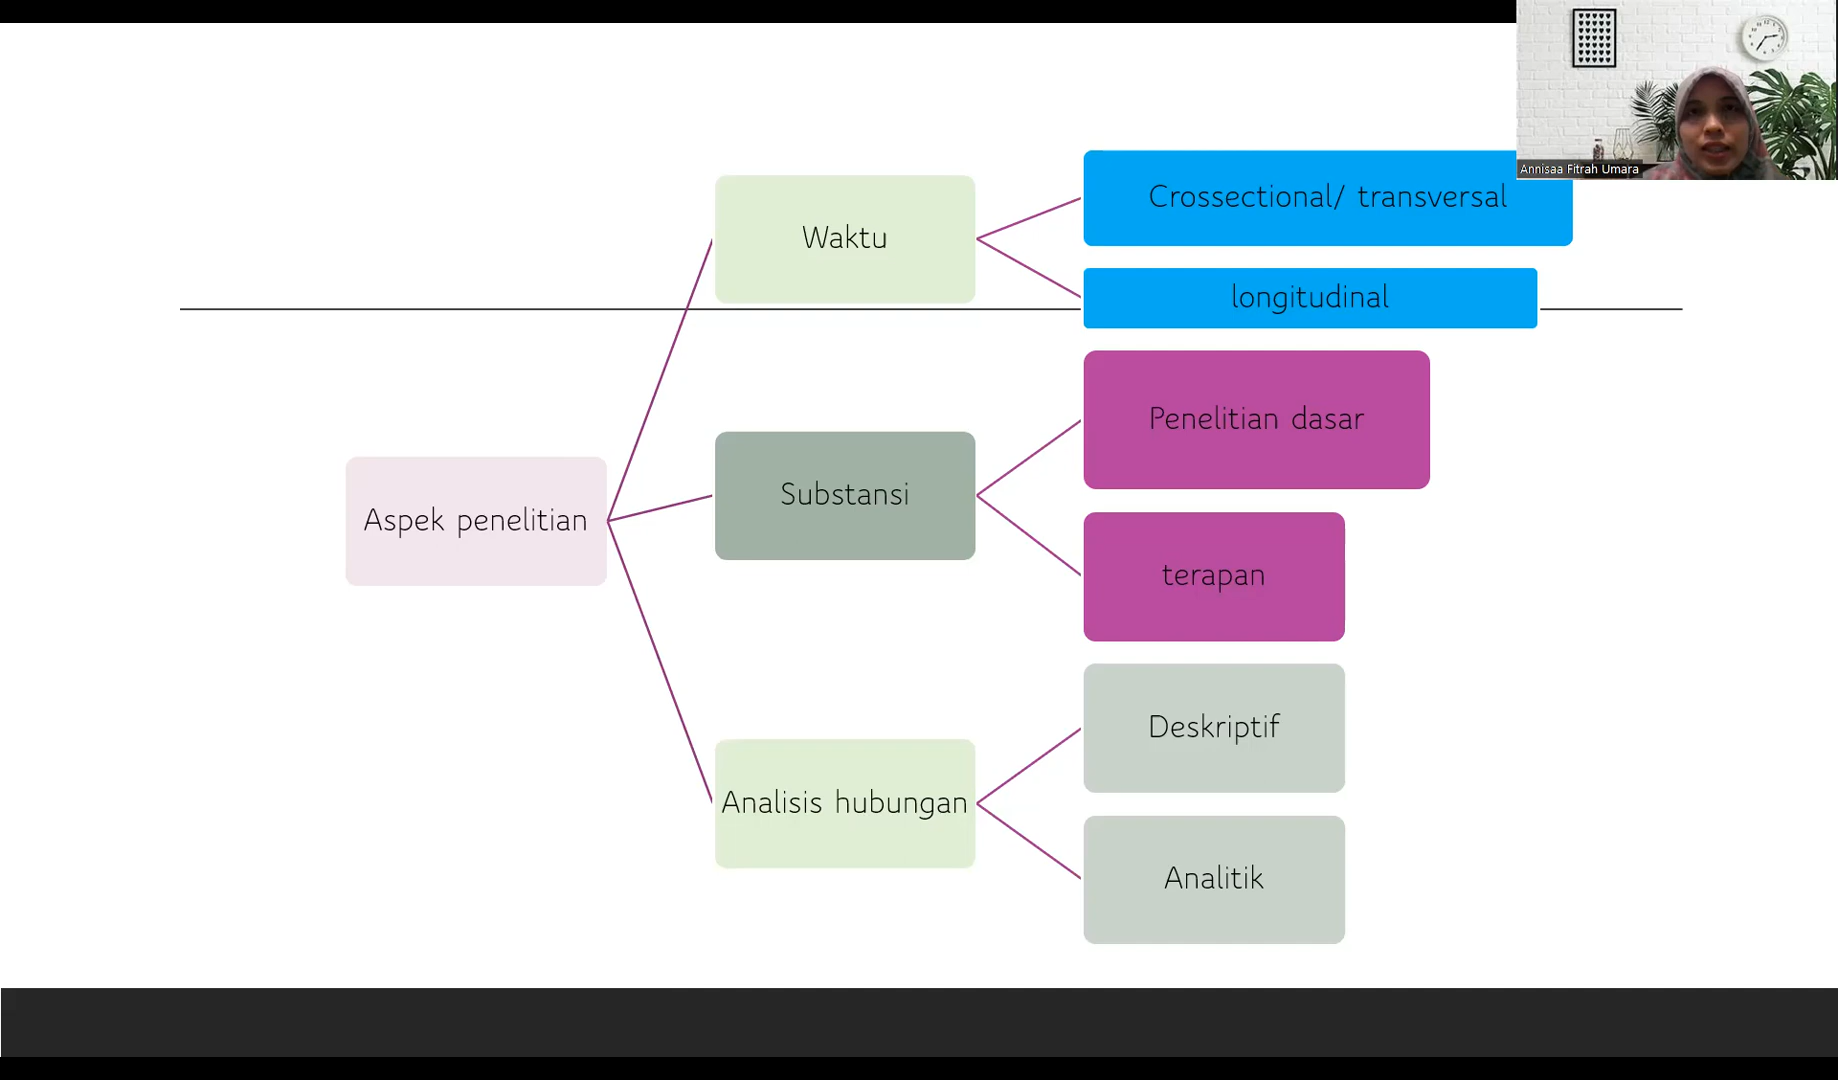 Annisaa Fitrah Umara
Aspek penelitian
Waktu
Crossectional/ transversal
longitudinal
Substansi
Penelitian dasar
terapan
Analisis hubungan
Deskriptif
Analitik